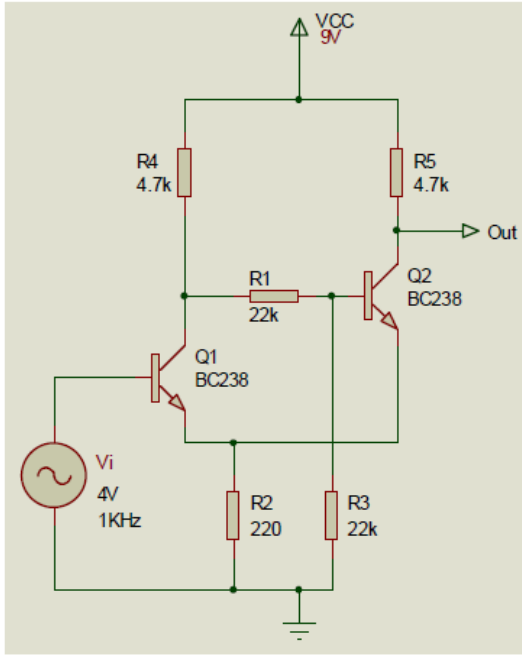 VCC
9V
R4
4.7k
R5
4.7k
Out
R1
22k
Q2
BC238
Q1
BC238
Vi
4V
1KHz
R2
220
R3
22k